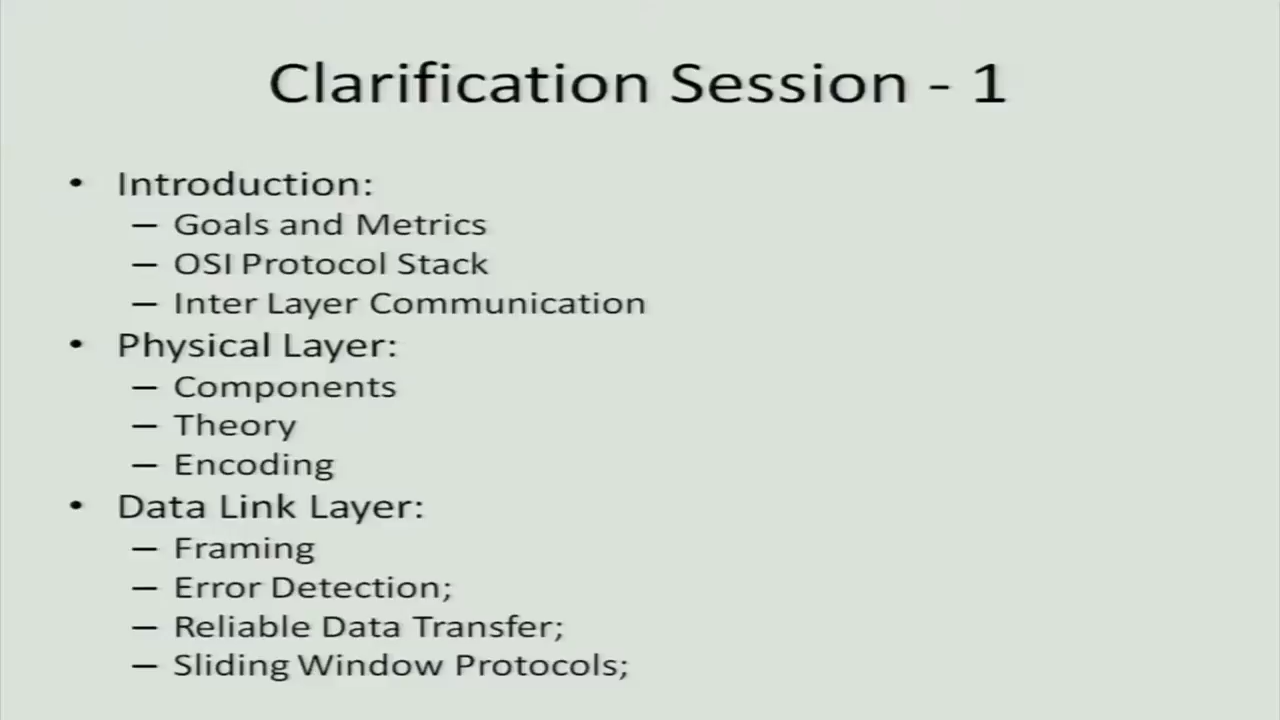 Clarification Session - 1
• Introduction:
– Goals and Metrics
– OSI Protocol Stack
– Inter Layer Communication
• Physical Layer:
– Components
– Theory
– Encoding
• Data Link Layer:
– Framing
– Error Detection;
– Reliable Data Transfer;
– Sliding Window Protocols;